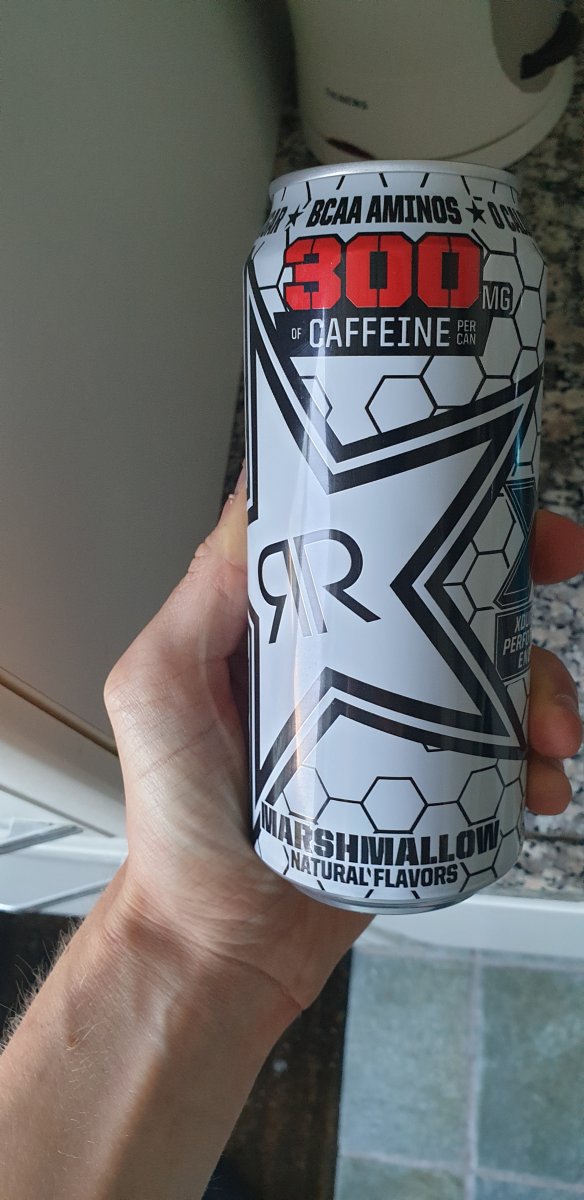 ★ BCAA AMINOS ★
300 MG
OF CAFFEINE PER CAN
R
MARSHMALLOW
NATURAL FLAVORS